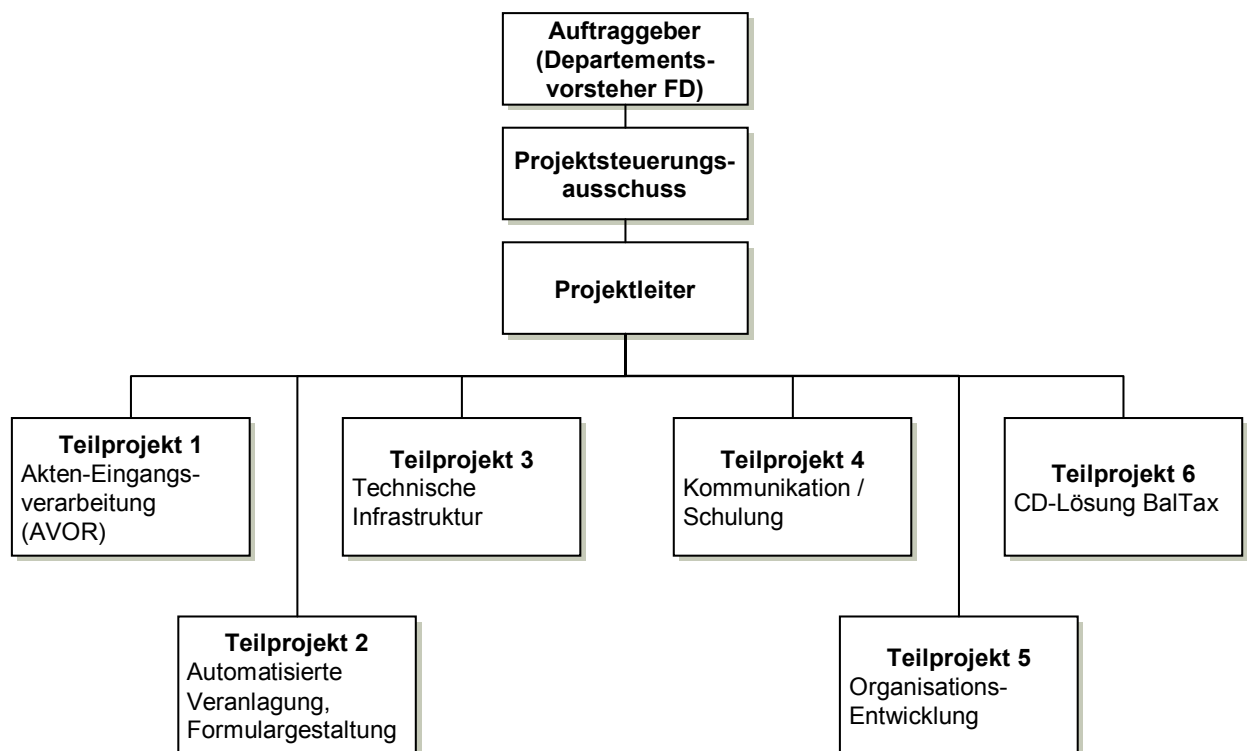 Auftraggeber
(Departements-
vorsteher FD)
Projektsteuerungs-
ausschuss
Projektleiter
Teilprojekt 1
Akten-Eingangs-
verarbeitung
(AVOR)
Teilprojekt 3
Technische
Infrastruktur
Teilprojekt 4
Kommunikation /
Schulung
Teilprojekt 6
CD-Lösung BalTax
Teilprojekt 2
Automatisierte
Veranlagung,
Formulargestaltung
Teilprojekt 5
Organisations-
Entwicklung